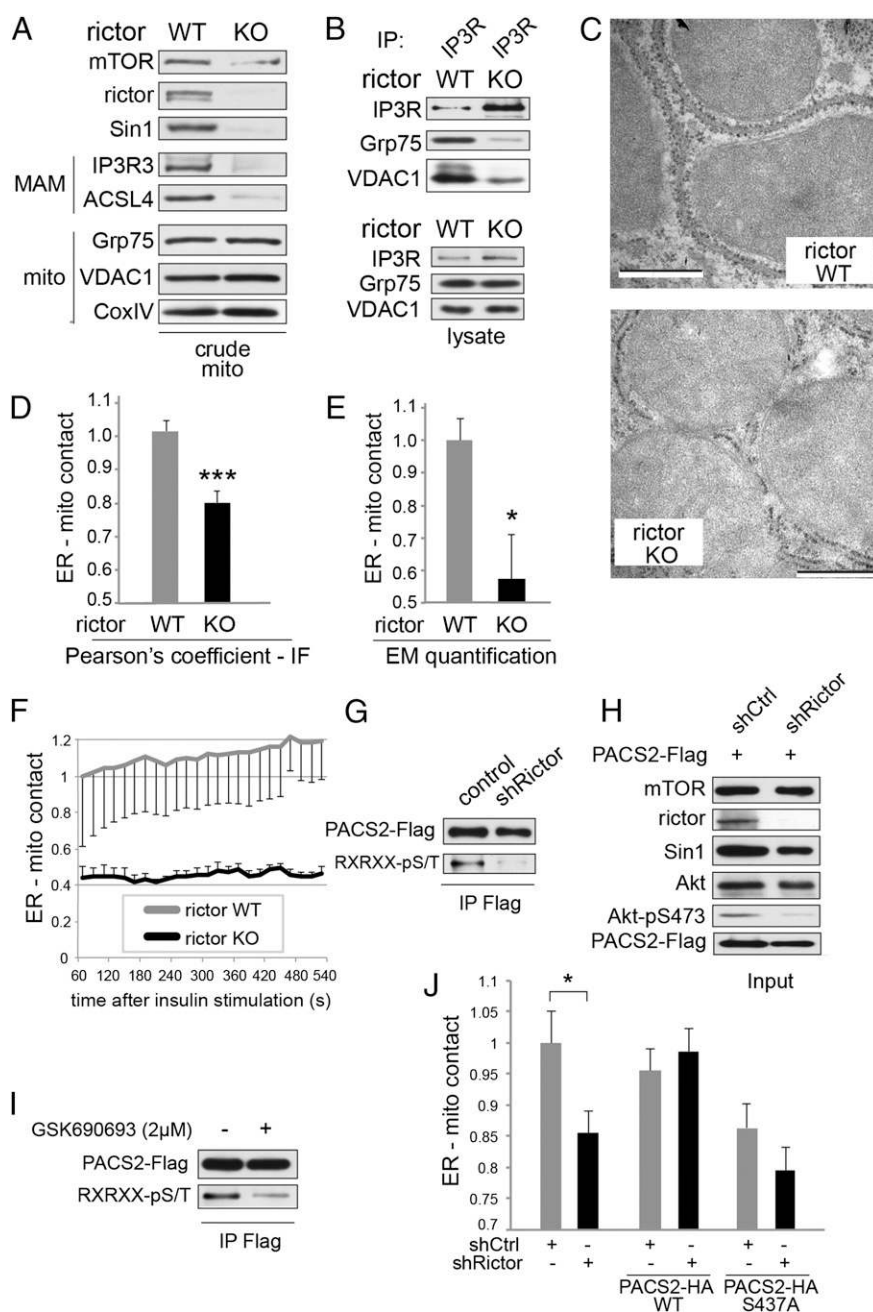 A
rictor WT KO
mTOR
rictor
Sin1
MAM
IP3R3
ACSL4
mito
Grp75
VDAC1
CoxIV
crude
mito
B
IP: IP3R IP3R
rictor WT KO
IP3R
Grp75
VDAC1
rictor WT KO
IP3R
Grp75
VDAC1
lysate
C
rictor
WT
rictor
KO
D
ER - mito contact
1.1
1.0
0.9
0.8
0.7
0.6
0.5
***
rictor WT KO
Pearson's coefficient - IF
E
ER - mito contact
1.1
1.0
0.9
0.8
0.7
0.6
0.5
*
rictor WT KO
EM quantification
F
ER - mito contact
1.2
1
0.8
0.6
0.4
0.2
0
rictor WT
rictor KO
60 120 180 240 300 360 420 480 540
time after insulin stimulation (s)
G
control shRictor
PACS2-Flag
RXRXX-pS/T
IP Flag
H
shCtrl shRictor
PACS2-Flag + +
mTOR
rictor
Sin1
Akt
Akt-pS473
PACS2-Flag
Input
I
GSK690693 (2μM) - +
PACS2-Flag
RXRXX-pS/T
IP Flag
J
ER - mito contact
1.1
1.05
1
0.95
0.9
0.85
0.8
0.75
0.7
*
shCtrl + - + - + -
shRictor - + - + - +
PACS2-HA PACS2-HA
WT S437A